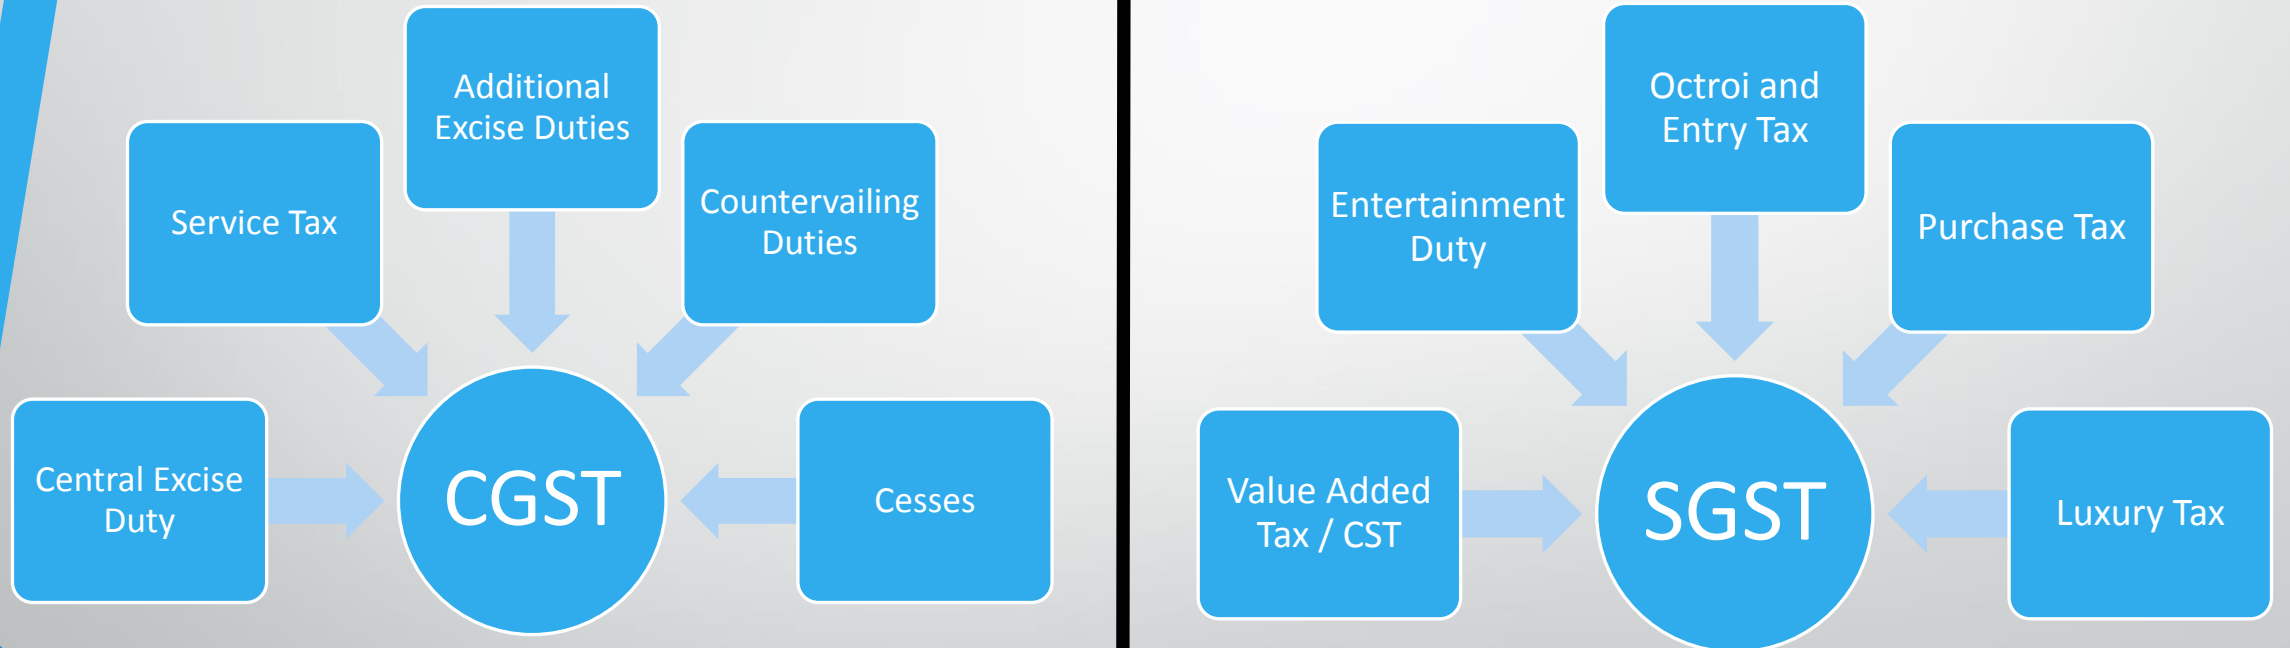 Additional
Excise Duties
Service Tax
Countervailing
Duties
Central Excise
Duty
CGST
Cesses
Octroi and
Entry Tax
Entertainment
Duty
Purchase Tax
Value Added
Tax / CST
SGST
Luxury Tax